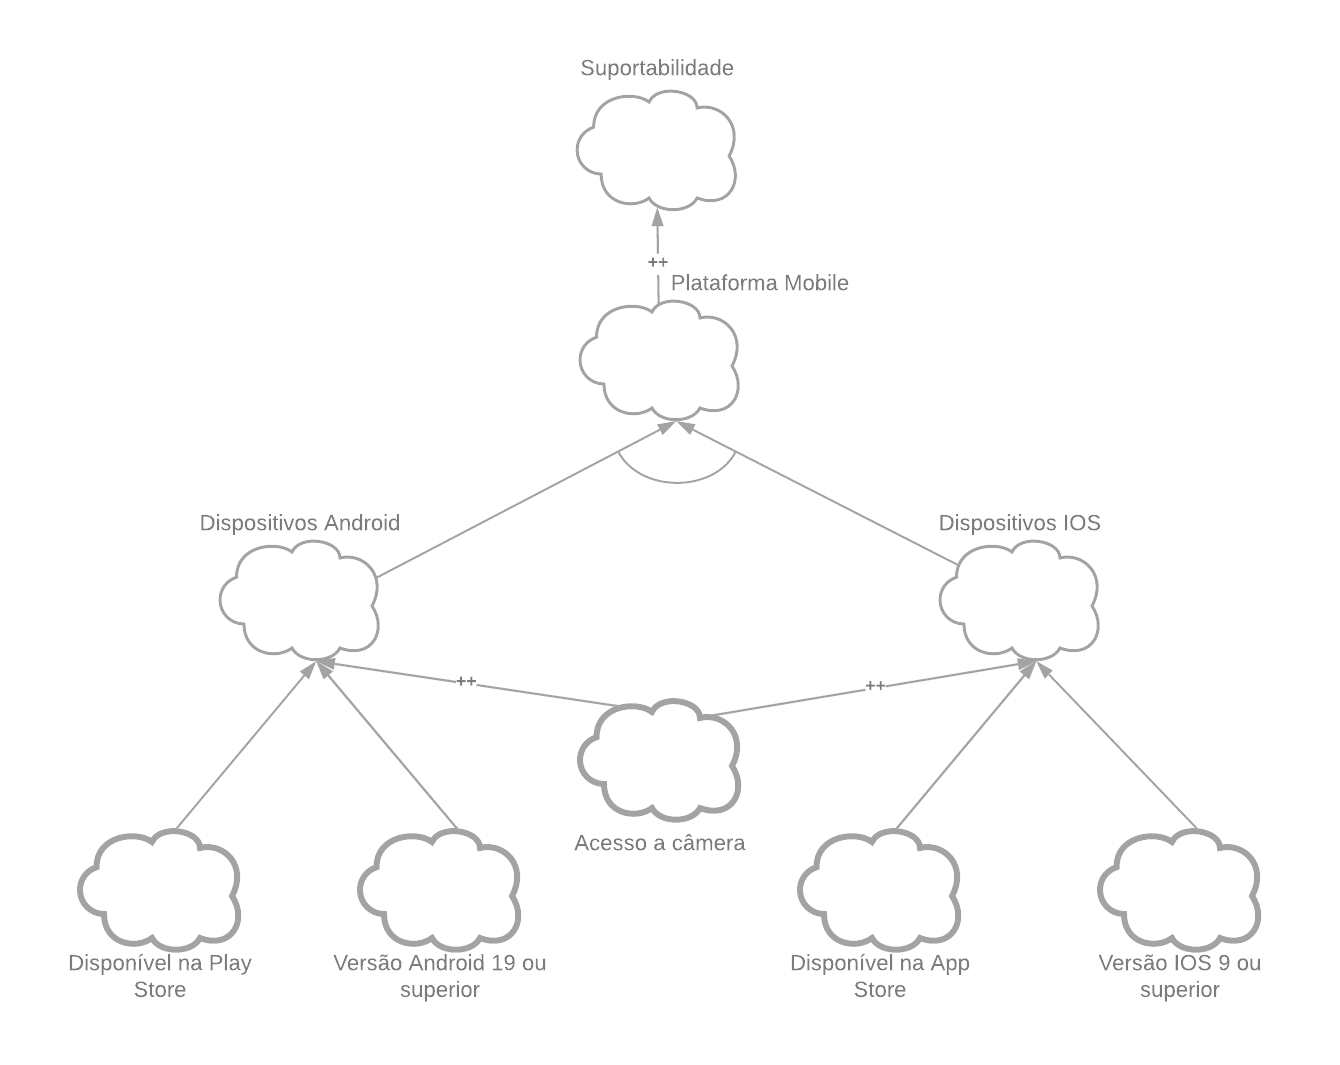 Suportabilidade
++
Plataforma Mobile
Dispositivos Android
Dispositivos IOS
++
++
Acesso a câmera
Disponível na Play
Store
Versão Android 19 ou
superior
Disponível na App
Store
Versão IOS 9 ou
superior